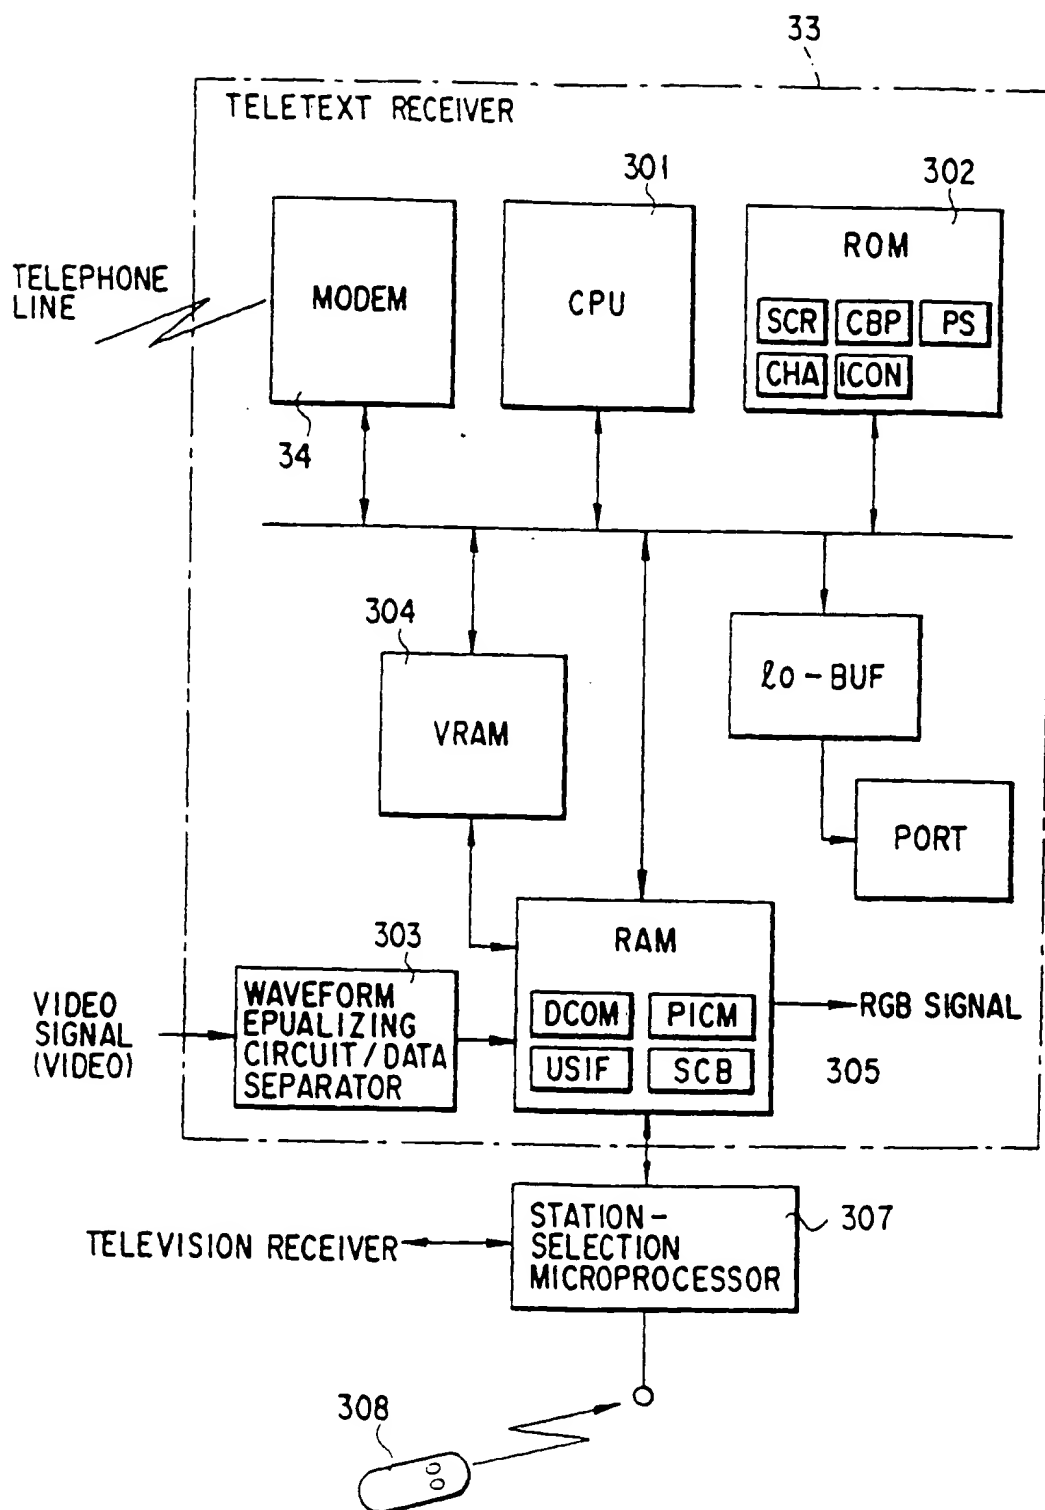 33
TELETEXT RECEIVER
301
302
MODEM
CPU
ROM
SCR CBP PS
CHA ICON
TELEPHONE
LINE
34
304
VRAM
lo-BUF
PORT
303
WAVEFORM
EPUALIZING
CIRCUIT/DATA
SEPARATOR
VIDEO
SIGNAL
(VIDEO)
RAM
DCOM PICM
USIF SCB
RGB SIGNAL
305
STATION-
SELECTION
MICROPROCESSOR
307
TELEVISION RECEIVER
308